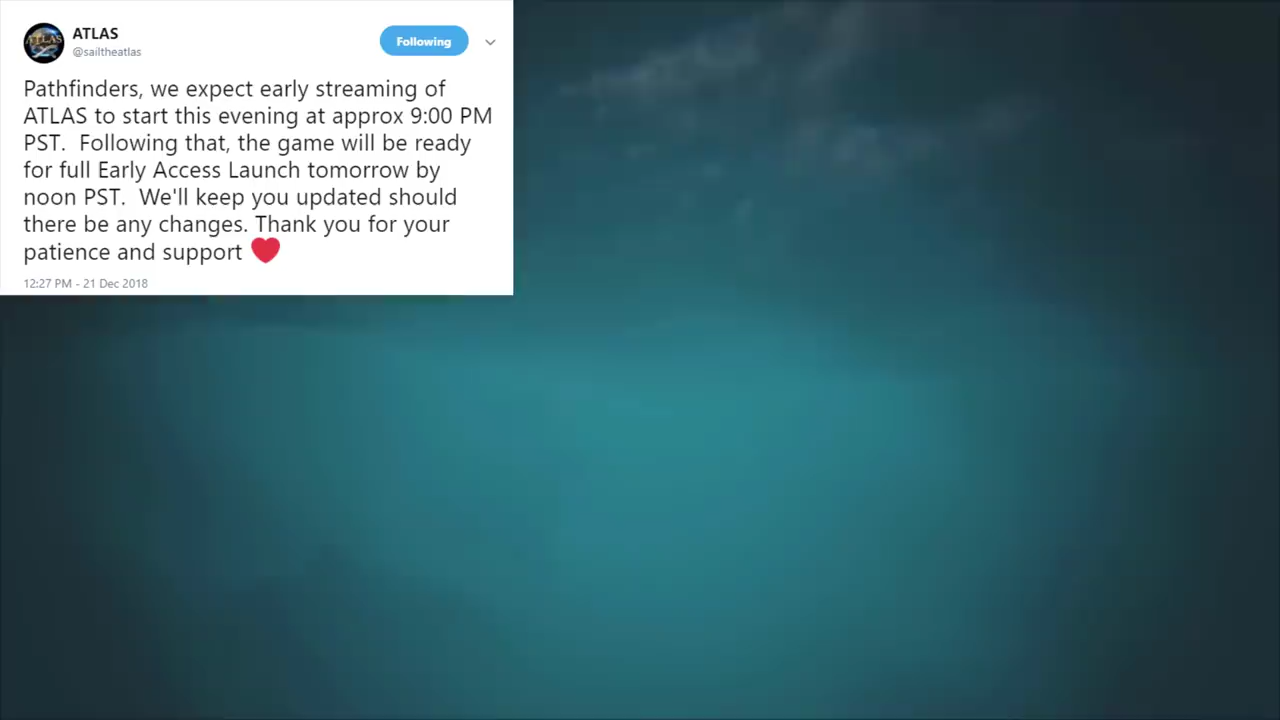 ATLAS
@sailtheatlas
Following
Pathfinders, we expect early streaming of
ATLAS to start this evening at approx 9:00 PM
PST.  Following that, the game will be ready
for full Early Access Launch tomorrow by
noon PST.  We'll keep you updated should
there be any changes. Thank you for your
patience and support ❤
12:27 PM - 21 Dec 2018